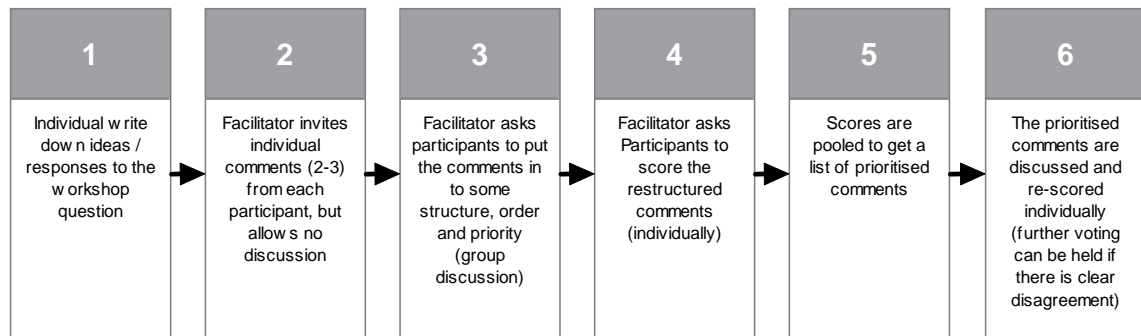 1
Individual write
down ideas /
responses to the
workshop
question
2
Facilitator invites
individual
comments (2-3)
from each
participant, but
allows no
discussion
3
Facilitator asks
participants to put
the comments in
to some
structure, order
and priority
(group
discussion)
4
Facilitator asks
Participants to
score the
restructured
comments
(individually)
5
Scores are
pooled to get a
list of prioritised
comments
6
The prioritised
comments are
discussed and
re-scored
individually
(further voting
can be held if
there is clear
disagreement)